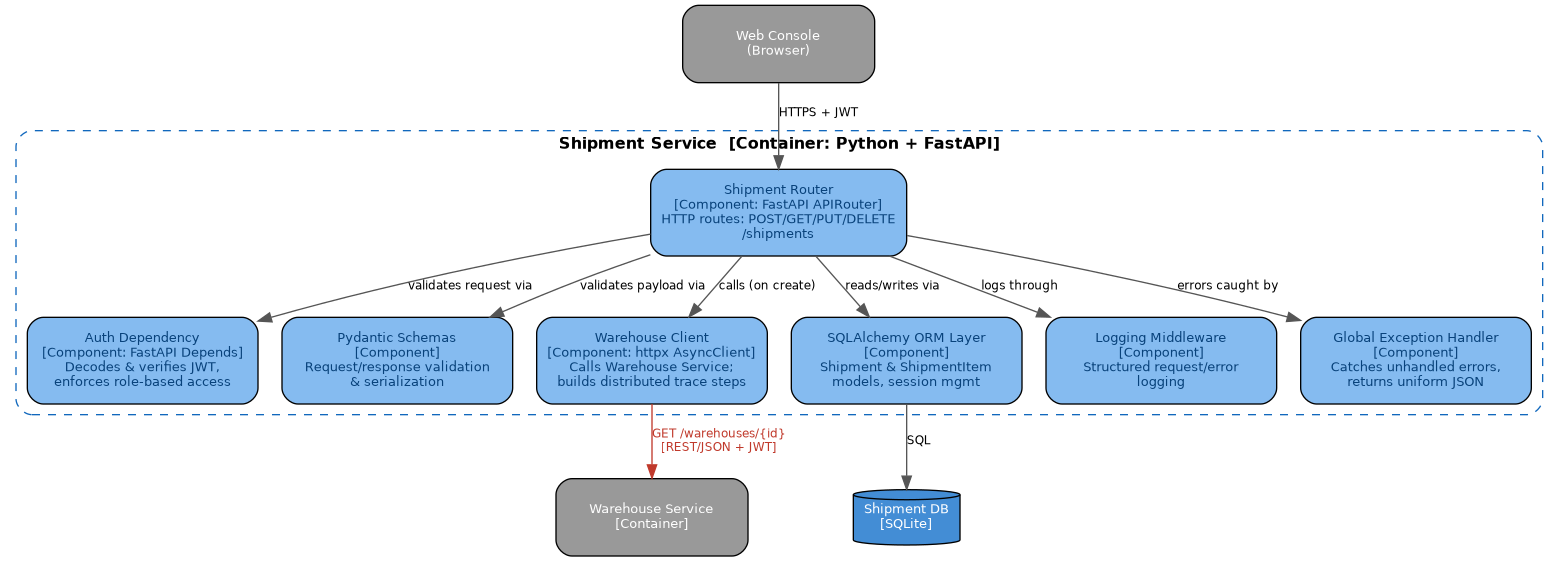 Web Console
(Browser)
HTTPS + JWT
Shipment Service  [Container: Python + FastAPI]
Shipment Router
[Component: FastAPI APIRouter]
HTTP routes: POST/GET/PUT/DELETE
/shipments
validates request via
validates payload via
calls (on create)
reads/writes via
logs through
errors caught by
Auth Dependency
[Component: FastAPI Depends]
Decodes & verifies JWT,
enforces role-based access
Pydantic Schemas
[Component]
Request/response validation
& serialization
Warehouse Client
[Component: httpx AsyncClient]
Calls Warehouse Service;
builds distributed trace steps
SQLAlchemy ORM Layer
[Component]
Shipment & ShipmentItem
models, session mgmt
Logging Middleware
[Component]
Structured request/error
logging
Global Exception Handler
[Component]
Catches unhandled errors,
returns uniform JSON
GET /warehouses/{id}
[REST/JSON + JWT]
SQL
Warehouse Service
[Container]
Shipment DB
[SQLite]